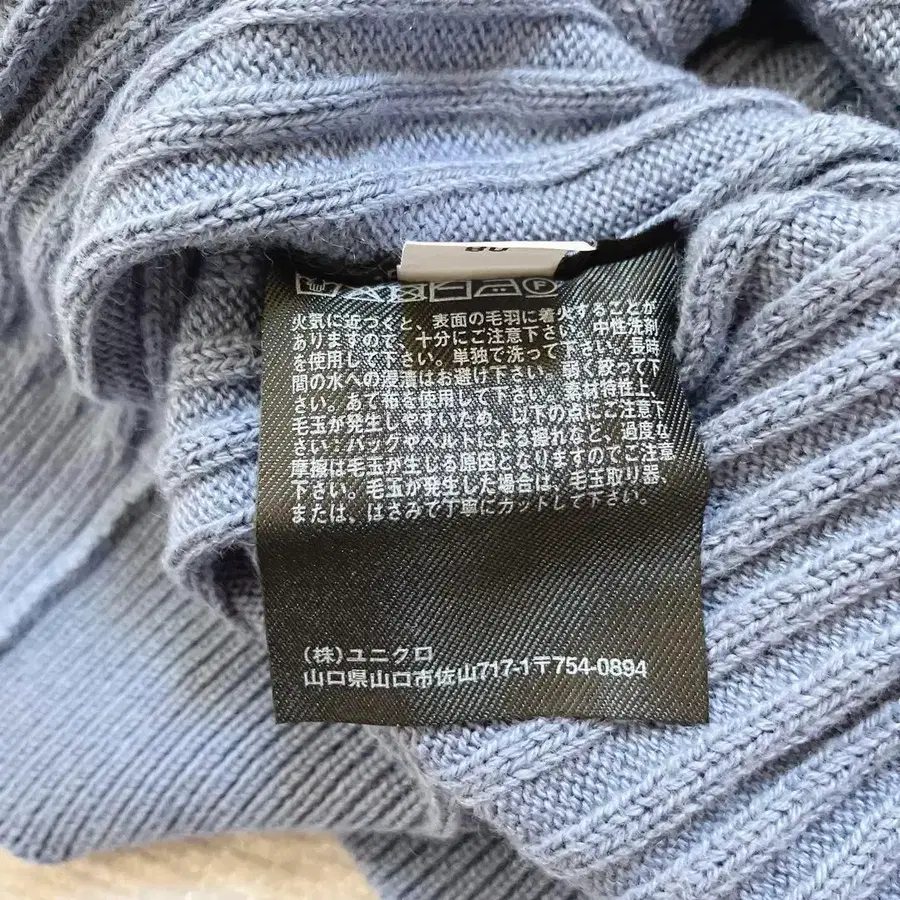 火気に近づくと、表面の毛羽に着火することが
ありますので、十分にご注意下さい。中性洗剤
を使用して下さい。単独で洗って下さい。長時
間の水への浸漬はお避け下さい。弱く絞って下
さい。あて布を使用して下さい。素材特性上、
毛玉が発生しやすいため、以下の点にご注意下
さい：バッグやベルトによる擦れなど、過度な
摩擦は毛玉が生じる原因となりますのでご注意
下さい。毛玉が発生した場合は、毛玉取り器、
または、はさみで丁寧にカットして下さい。
(株)ユニクロ
山口県山口市佐山717-1〒754-0894